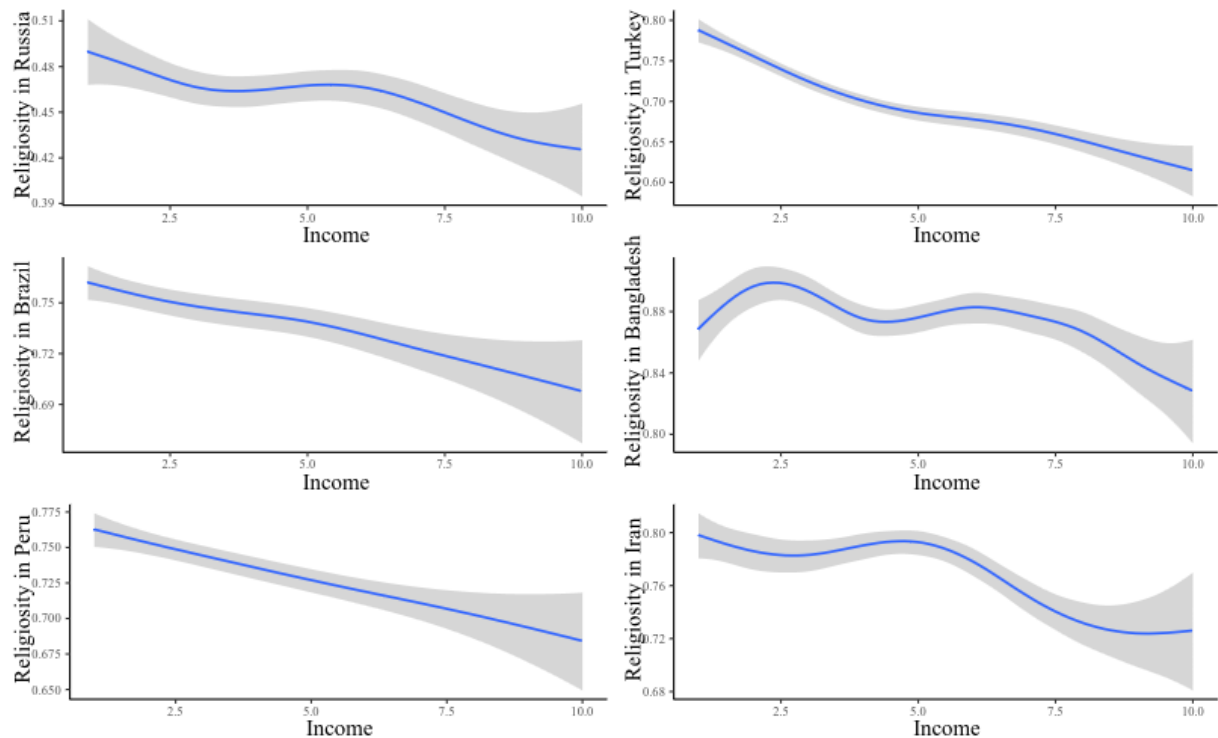 Religiosity in Russia
0.51
0.48
0.45
0.42
0.39
2.5 5.0 7.5 10.0
Income
Religiosity in Turkey
0.80
0.75
0.70
0.65
0.60
2.5 5.0 7.5 10.0
Income
Religiosity in Brazil
0.75
0.72
0.69
2.5 5.0 7.5 10.0
Income
Religiosity in Bangladesh
0.88
0.84
0.80
2.5 5.0 7.5 10.0
Income
Religiosity in Peru
0.775
0.750
0.725
0.700
0.675
0.650
2.5 5.0 7.5 10.0
Income
Religiosity in Iran
0.80
0.76
0.72
0.68
2.5 5.0 7.5 10.0
Income